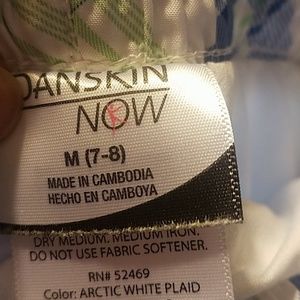 DANSKIN
NOW
M (7-8)
MADE IN CAMBODIA
HECHO EN CAMBOYA
DRY MEDIUM. MEDIUM IRON.
DO NOT USE FABRIC SOFTENER.
RN# 52469
Color: ARCTIC WHITE PLAID